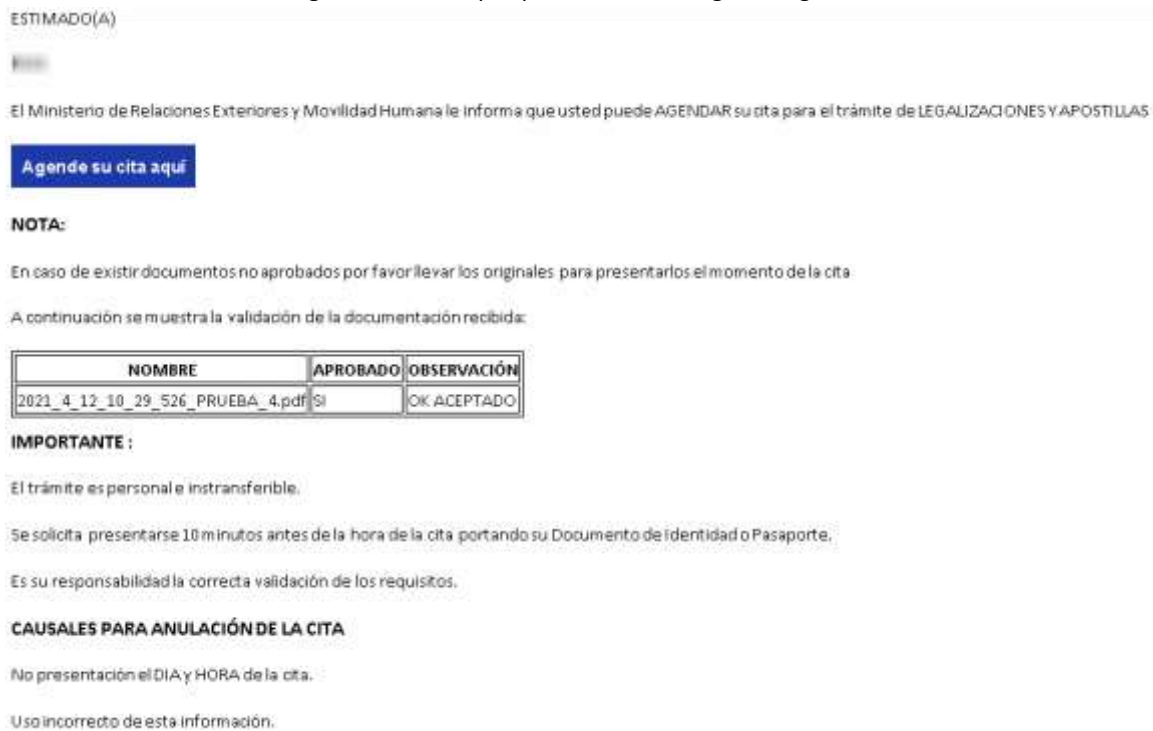 ESTIMADO(A)
El Ministerio de Relaciones Exteriores y Movilidad Humana le informa que usted puede AGENDAR su cita para el trámite de LEGALIZACIONES Y APOSTILLAS
Agende su cita aquí
NOTA:
En caso de existir documentos no aprobados por favor llevar los originales para presentarlos el momento de la cita
A continuación se muestra la validación de la documentación recibida:
NOMBRE APROBADO OBSERVACIÓN
2021_4_12_10_29_526_PRUEBA_4.pdf SI OK ACEPTADO
IMPORTANTE :
El trámite es personal e instransferible.
Se solicita presentarse 10 minutos antes de la hora de la cita portando su Documento de Identidad o Pasaporte.
Es su responsabilidad la correcta validación de los requisitos.
CAUSALES PARA ANULACIÓN DE LA CITA
No presentación el DIA y HORA de la cita.
Uso incorrecto de esta información.